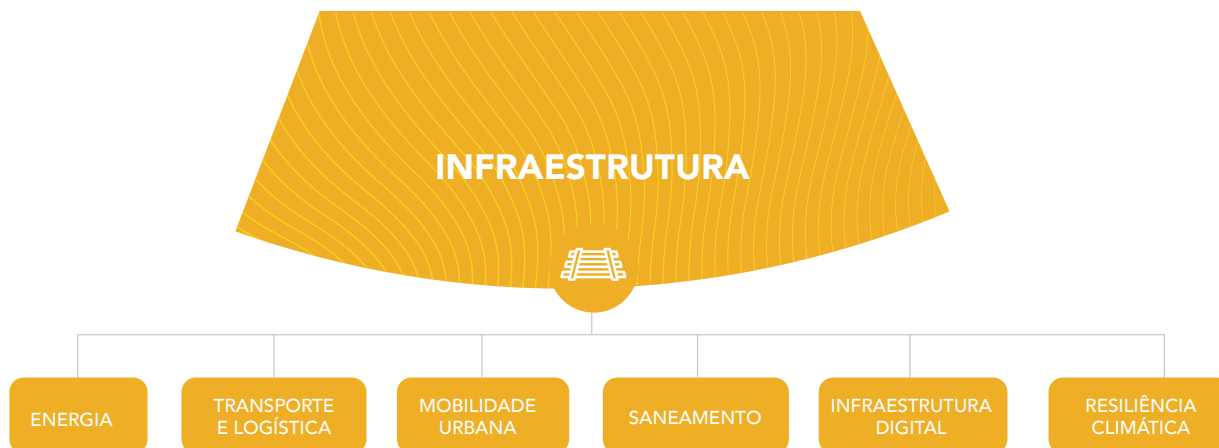 INFRAESTRUTURA
ENERGIA
TRANSPORTE
E LOGÍSTICA
MOBILIDADE
URBANA
SANEAMENTO
INFRAESTRUTURA
DIGITAL
RESILIÊNCIA
CLIMÁTICA